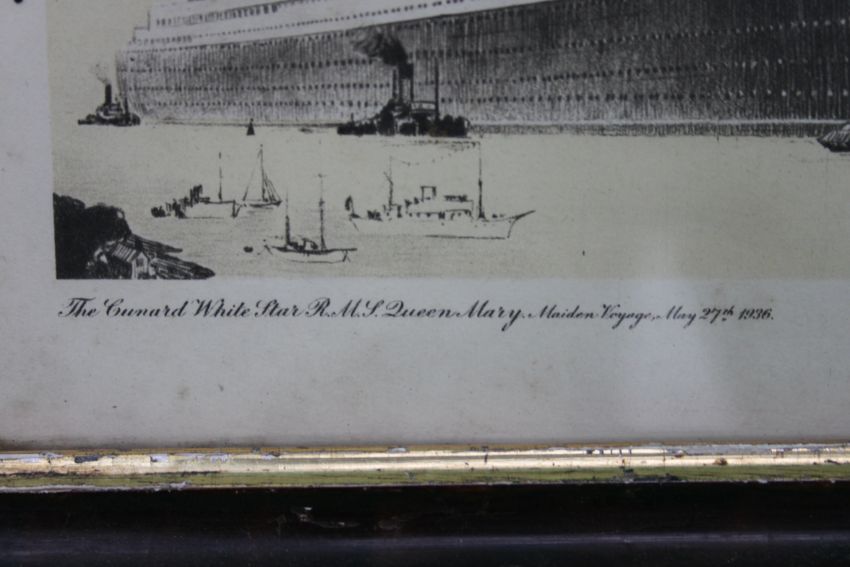 The Cunard White Star R.M.S. Queen Mary. Maiden Voyage, May 27th 1936.